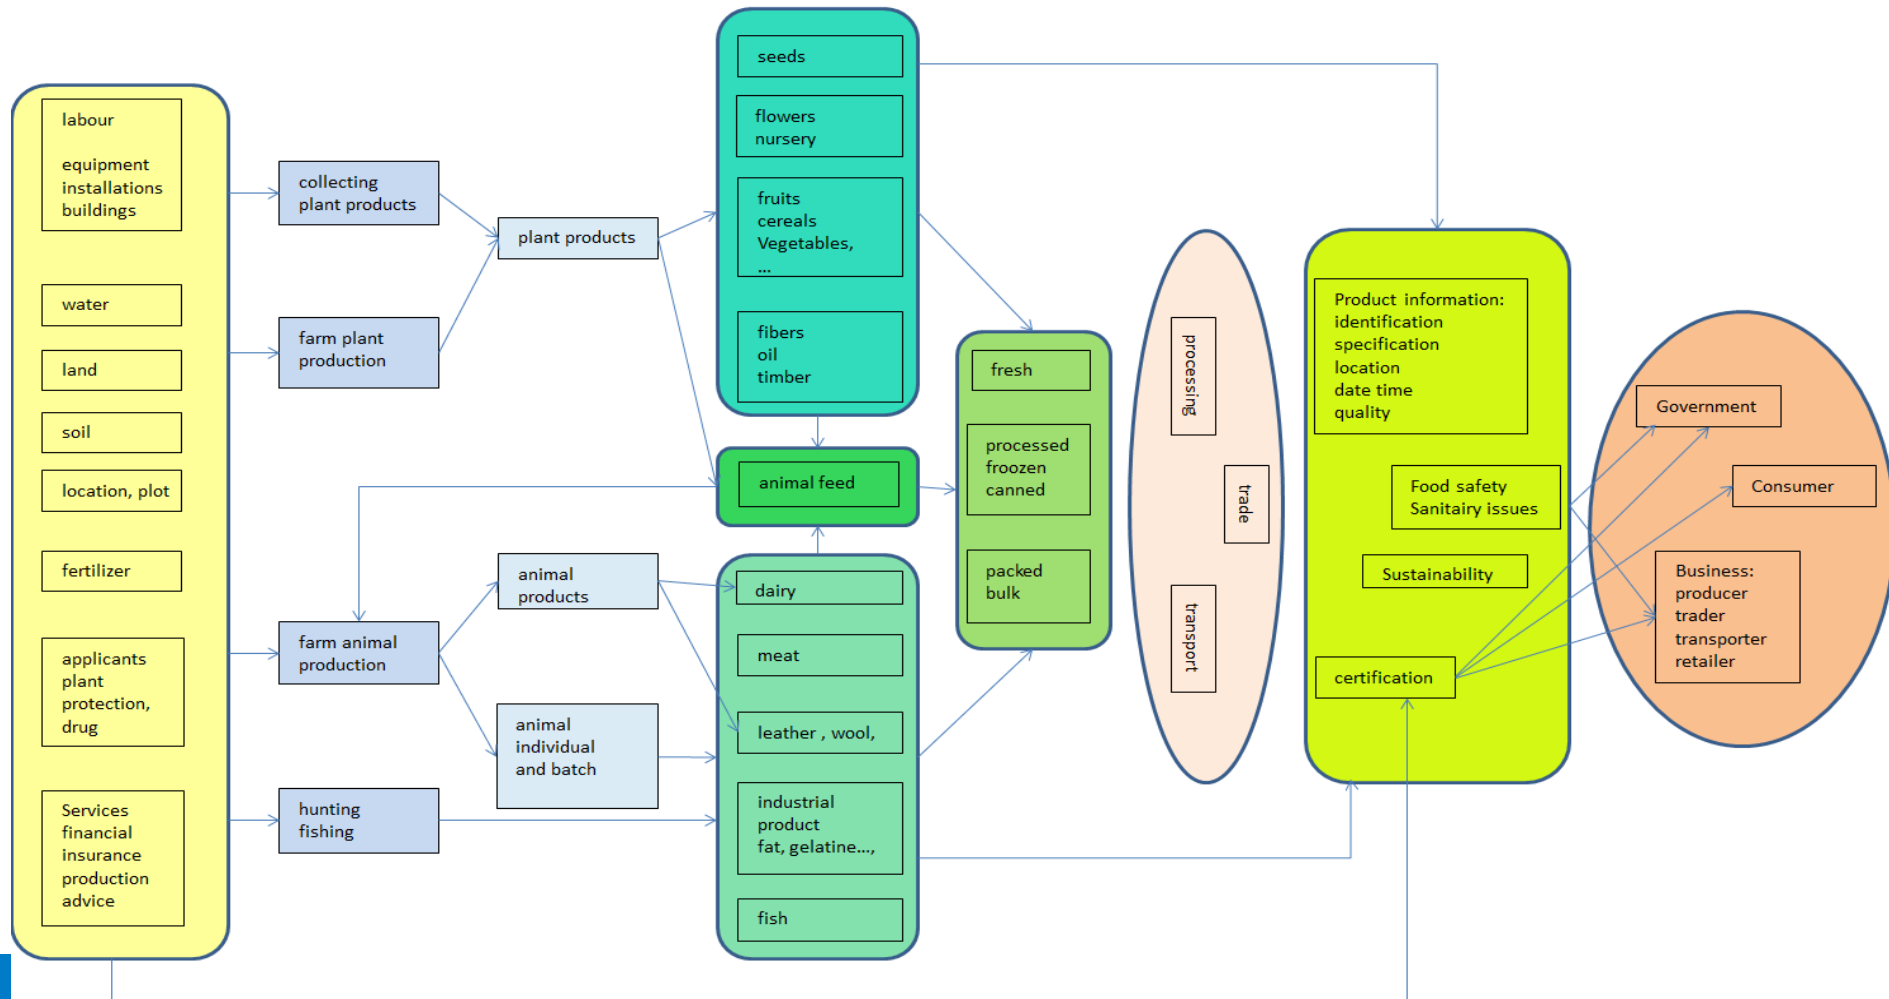 labour
equipment
installations
buildings
water
land
soil
location, plot
fertilizer
applicants
plant
protection,
drug
Services
financial
insurance
production
advice
collecting
plant products
farm plant
production
farm animal
production
hunting
fishing
plant products
animal
products
animal
individual
and batch
seeds
flowers
nursery
fruits
cereals
Vegetables,
...
fibers
oil
timber
animal feed
dairy
meat
leather , wool,
industrial
product
fat, gelatine...,
fish
fresh
processed
froozen
canned
packed
bulk
processing
trade
transport
Product information:
identification
specification
location
date time
quality
Food safety
Sanitairy issues
Sustainability
certification
Government
Consumer
Business:
producer
trader
transporter
retailer